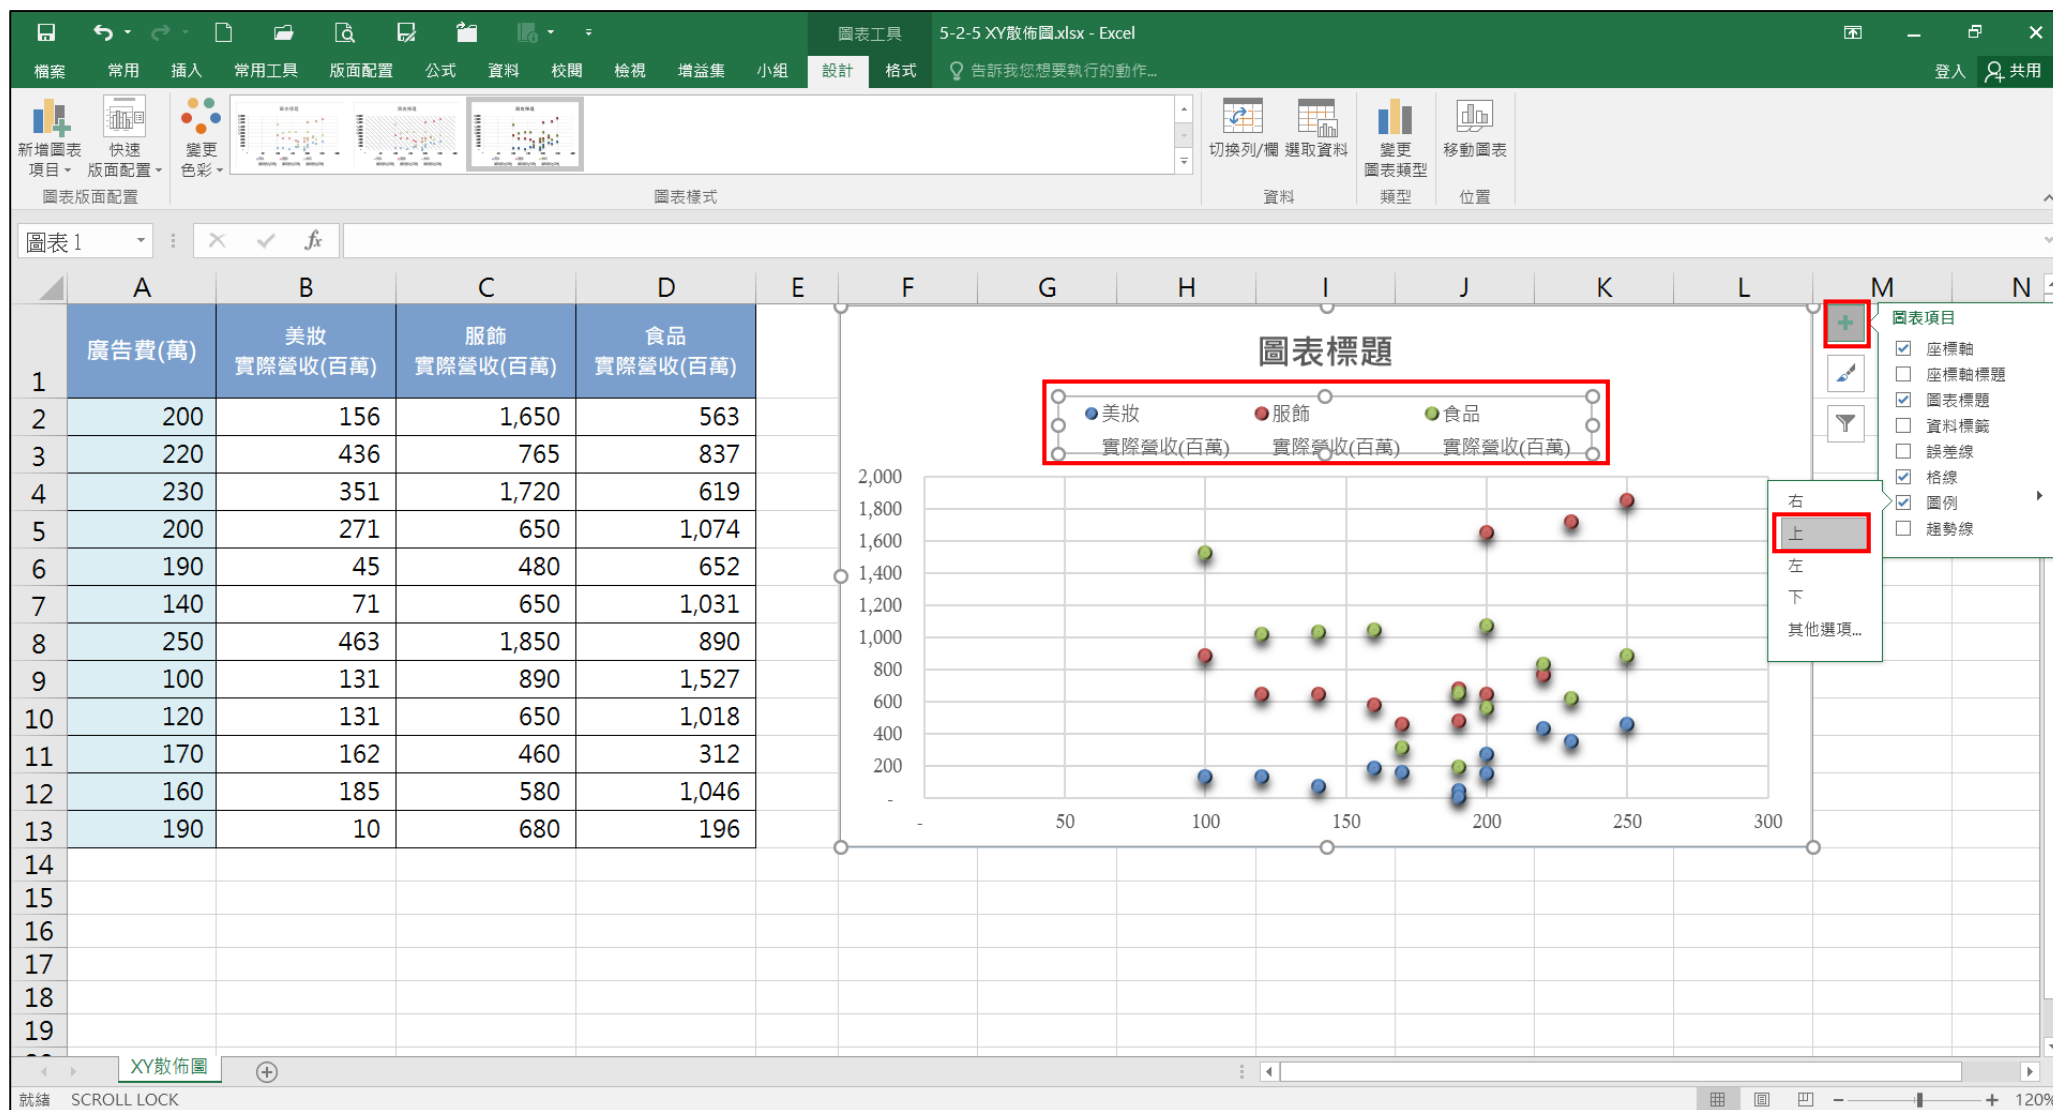 圖表工具 5-2-5 XY散佈圖.xlsx - Excel
檔案 常用 插入 常用工具 版面配置 公式 資料 校閱 檢視 增益集 小組 設計 格式 告訴我您想要執行的動作... 登入 共用
新增圖表 快速 變更 切換列/欄 選取資料 變更 移動圖表
項目 版面配置 色彩 圖表類型
圖表版面配置 圖表樣式 資料 類型 位置
圖表 1 fx
A B C D E F G H I J K L M N
1 廣告費(萬) 美妝 服飾 食品
實際營收(百萬) 實際營收(百萬) 實際營收(百萬)
2 200 156 1,650 563
3 220 436 765 837
4 230 351 1,720 619
5 200 271 650 1,074
6 190 45 480 652
7 140 71 650 1,031
8 250 463 1,850 890
9 100 131 890 1,527
10 120 131 650 1,018
11 170 162 460 312
12 160 185 580 1,046
13 190 10 680 196
14
15
16
17
18
19
圖表標題
美妝 服飾 食品
實際營收(百萬) 實際營收(百萬) 實際營收(百萬)
2,000
1,800
1,600
1,400
1,200
1,000
800
600
400
200
-
- 50 100 150 200 250 300
圖表項目
座標軸
座標軸標題
圖表標題
資料標籤
誤差線
格線
圖例
趨勢線
右
上
左
下
其他選項...
XY散佈圖
就緒 SCROLL LOCK 120%